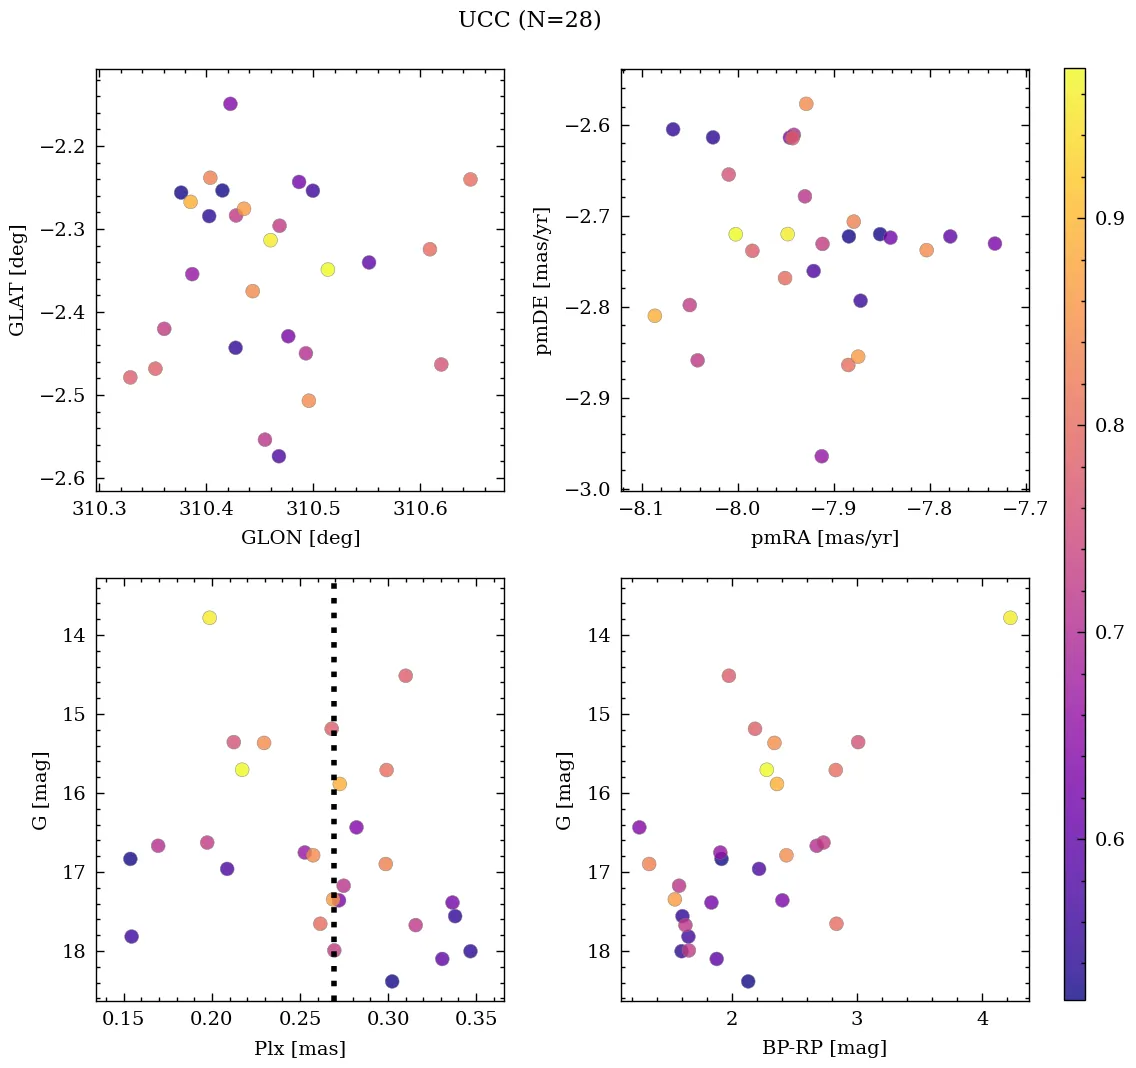 UCC (N=28)
−2.2
−2.3
−2.4
−2.5
−2.6
GLAT [deg]
310.3 310.4 310.5 310.6
GLON [deg]
−2.6
−2.7
−2.8
−2.9
−3.0
pmDE [mas/yr]
−8.1 −8.0 −7.9 −7.8 −7.7
pmRA [mas/yr]
14
15
16
17
18
G [mag]
0.15 0.20 0.25 0.30 0.35
Plx [mas]
14
15
16
17
18
G [mag]
2 3 4
BP-RP [mag]
0.9
0.8
0.7
0.6